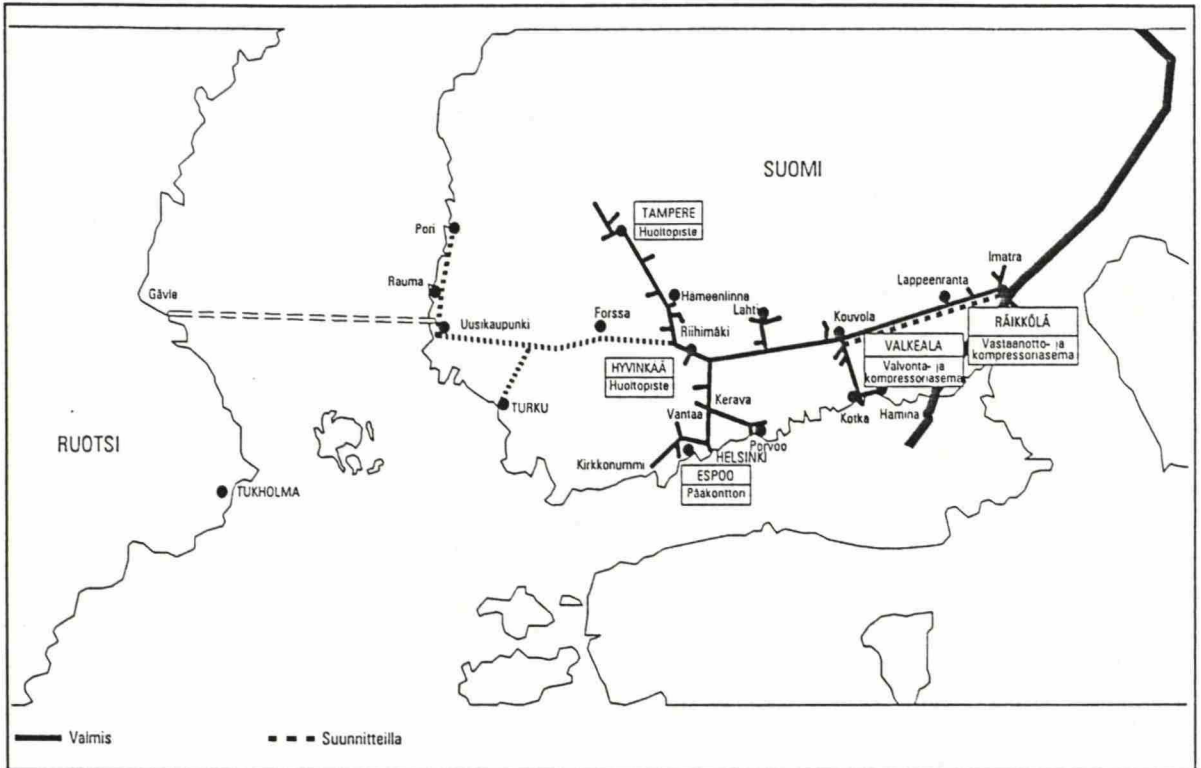 SUOMI
TAMPERE
Huoltopiste
Pori
Imatra
Rauma
Hämeenlinna
Lappeenranta
Gävle
Lahti
Forssa
Kouvola
Uusikaupunki
Riihimäki
RÄIKKÖLÄ
Vastaanotto- ja
kompressoriasema
VALKEALA
Valvonta- ja
kompressoriasema
HYVINKÄÄ
Huoltopiste
Kerava
TURKU
Vantaa
Kotka
Hamina
RUOTSI
Porvoo
HELSINKI
Kirkkonummi
ESPOO
Pääkontton
TUKHOLMA
Valmis
Suunnitteilla